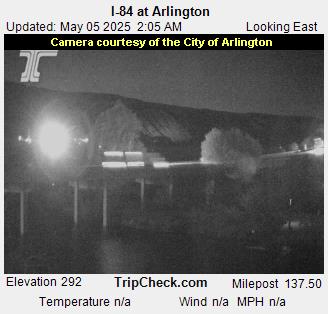 I-84 at Arlington
Updated: May 05 2025 2:05 AM Looking East
Camera courtesy of the City of Arlington
Elevation 292 TripCheck.com Milepost 137.50
Temperature n/a Wind n/a MPH n/a